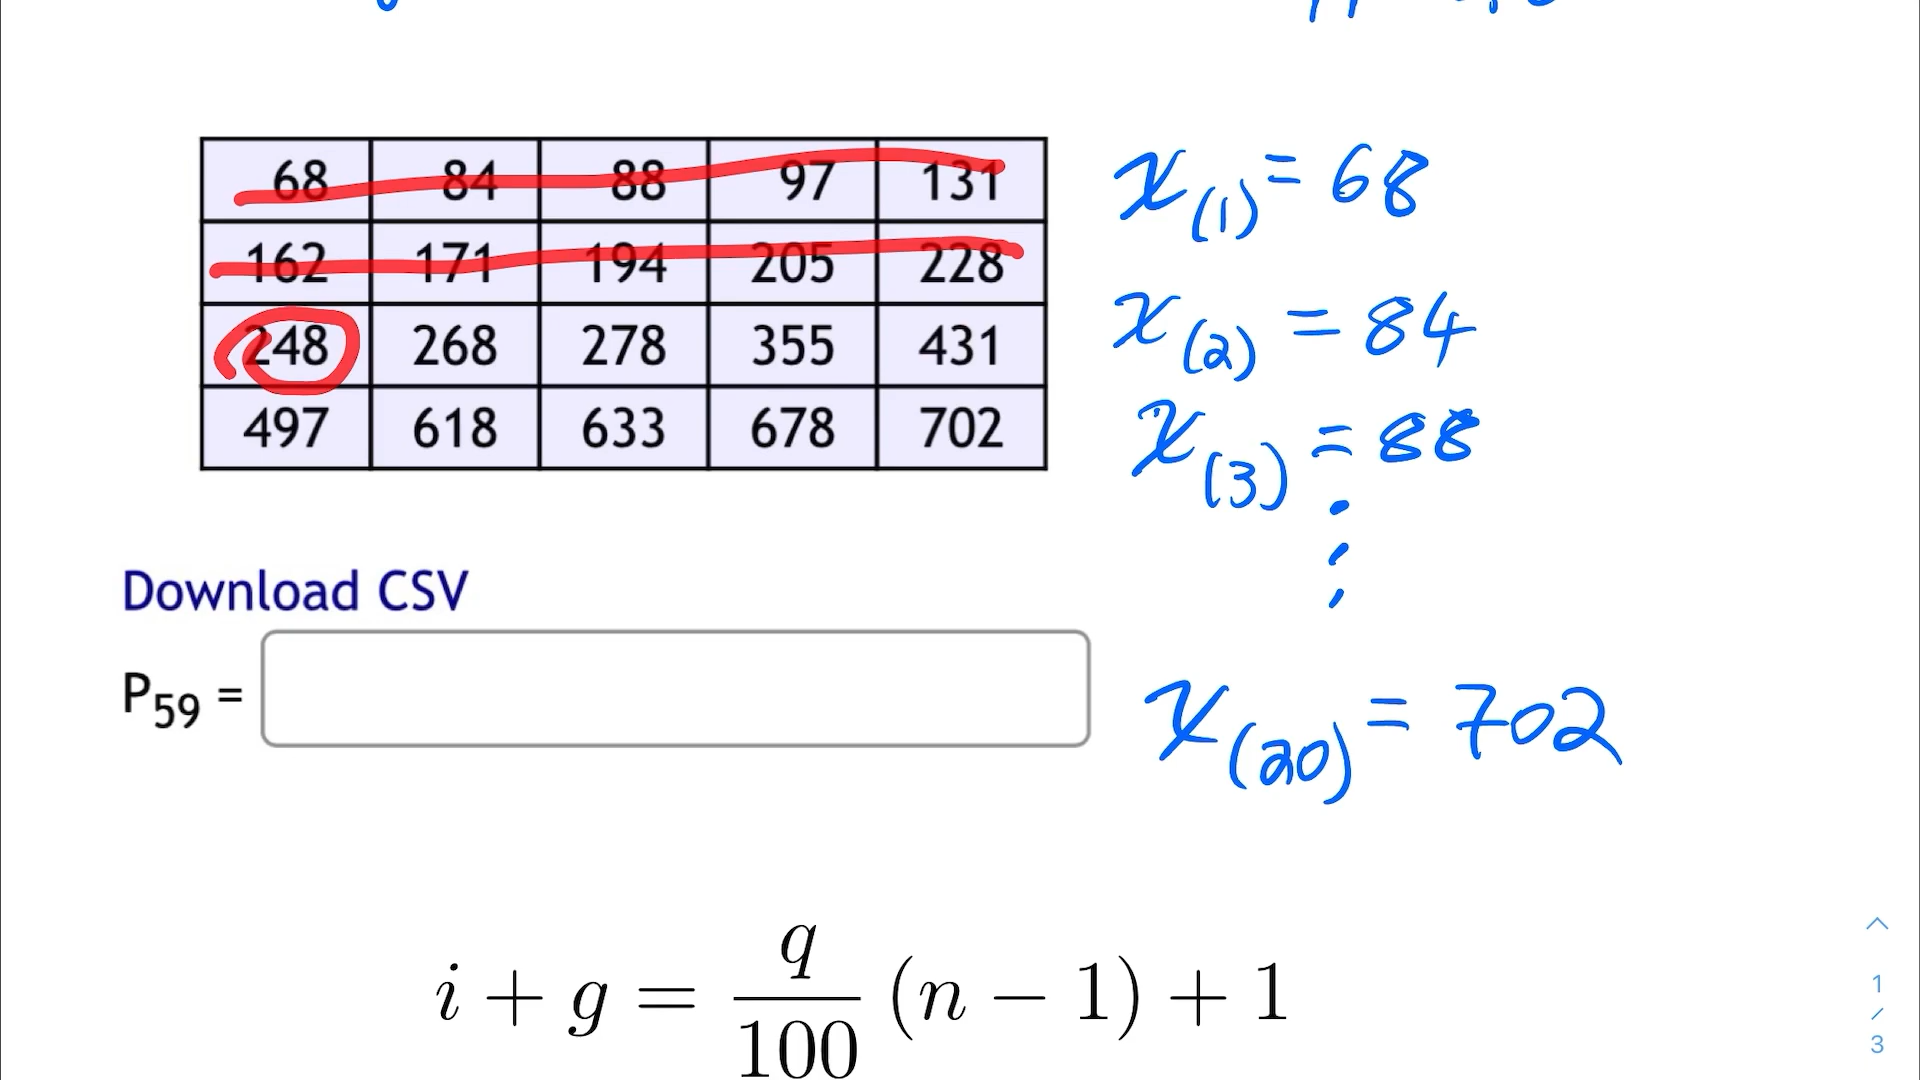 68 84 88 97 131
162 171 194 205 228
248 268 278 355 431
497 618 633 678 702
x(1) = 68
x(2) = 84
x(3) = 88
x(20) = 702
Download CSV
P59 =
i + g = q/100 (n − 1) + 1
1
/
3